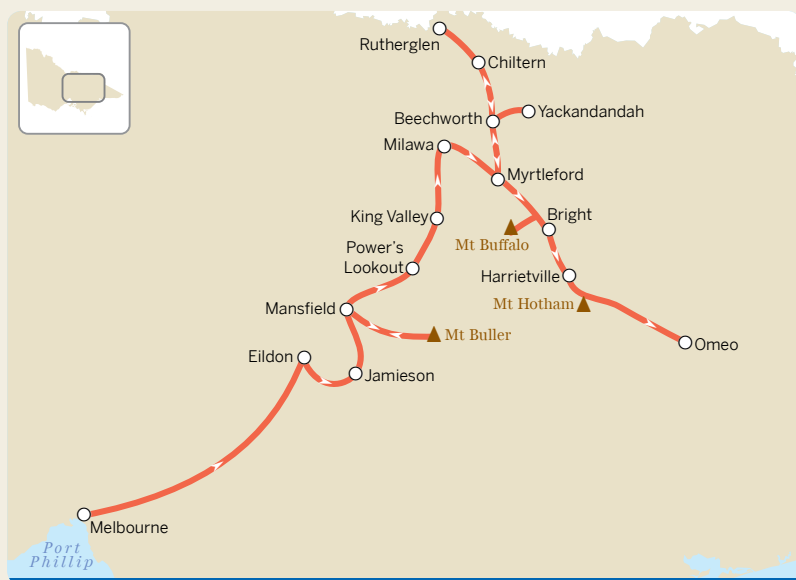 Rutherglen
Chiltern
Beechworth
Yackandandah
Milawa
Myrtleford
King Valley
Bright
Mt Buffalo
Power's
Lookout
Harrietville
Mt Hotham
Mansfield
Mt Buller
Omeo
Eildon
Jamieson
Melbourne
Port
Phillip